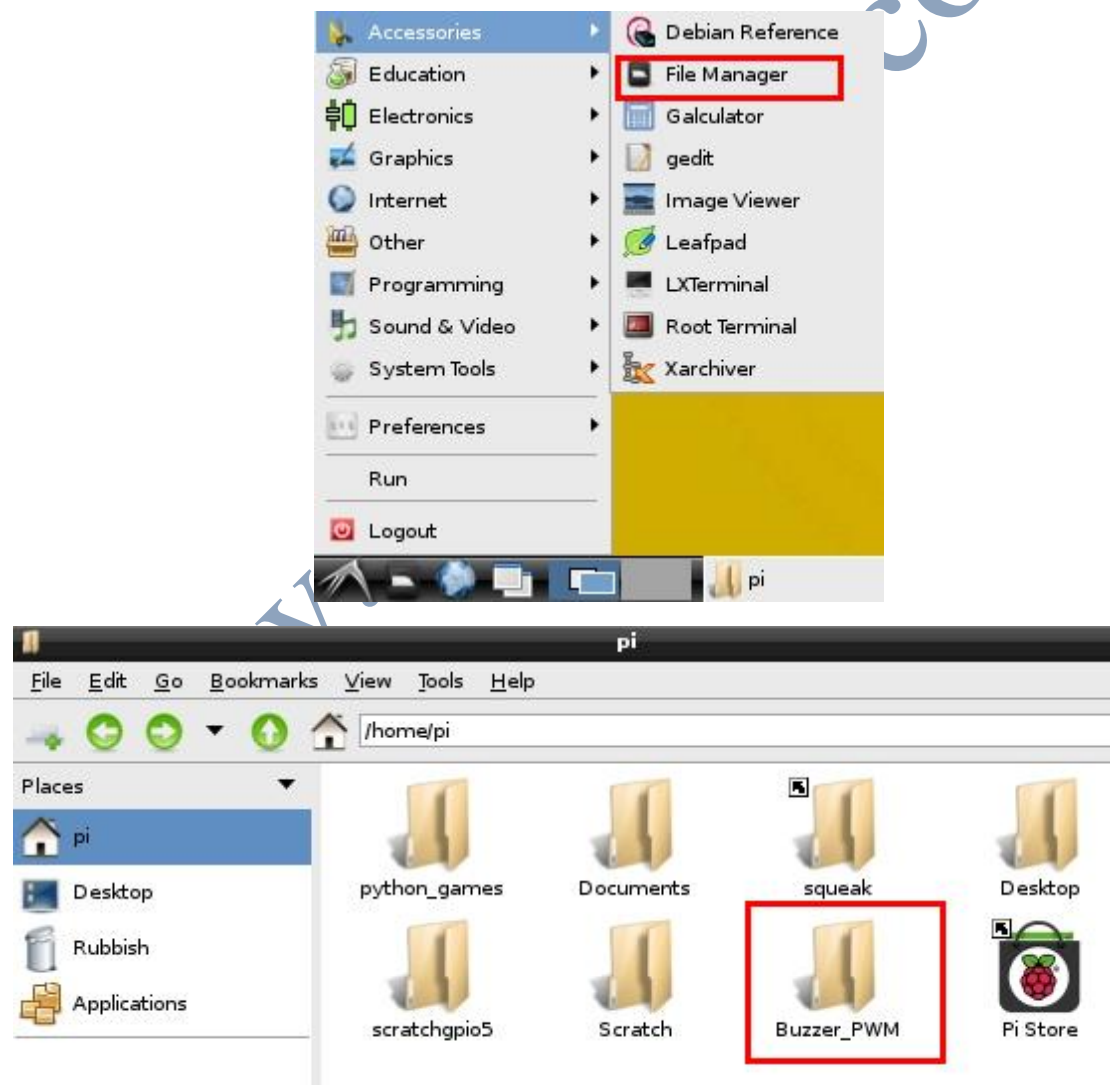 Accessories
Debian Reference
Education
File Manager
Electronics
Galculator
Graphics
gedit
Internet
Image Viewer
Other
Leafpad
Programming
LXTerminal
Sound & Video
Root Terminal
System Tools
Xarchiver
Preferences
Run
Logout
pi
pi
File Edit Go Bookmarks View Tools Help
/home/pi
Places
pi
Desktop
Rubbish
Applications
python_games Documents squeak Desktop
scratchgpio5 Scratch Buzzer_PWM Pi Store